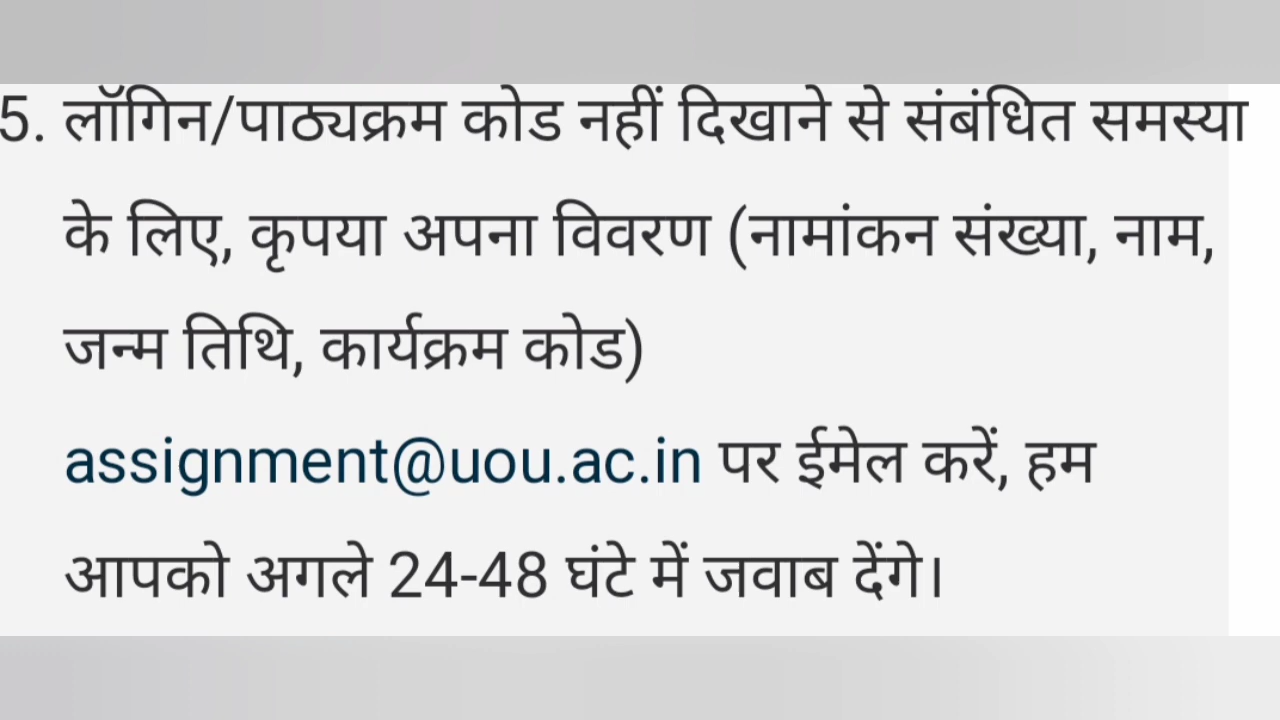 5. लॉगिन/पाठ्यक्रम कोड नहीं दिखाने से संबंधित समस्या
के लिए, कृपया अपना विवरण (नामांकन संख्या, नाम,
जन्म तिथि, कार्यक्रम कोड)
assignment@uou.ac.in पर ईमेल करें, हम
आपको अगले 24-48 घंटे में जवाब देंगे।